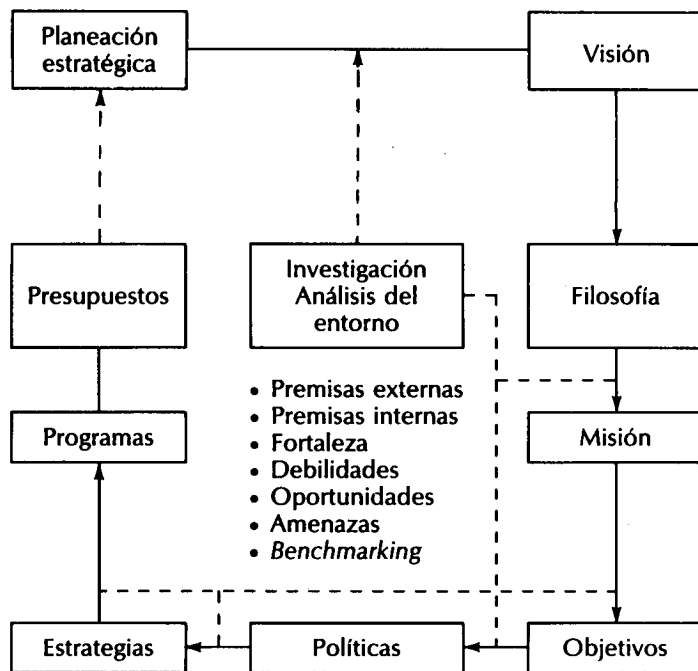 Planeación
estratégica
Visión
Presupuestos
Investigación
Análisis del
entorno
Filosofía
• Premisas externas
• Premisas internas
• Fortaleza
• Debilidades
• Oportunidades
• Amenazas
• Benchmarking
Programas
Misión
Estrategias
Políticas
Objetivos